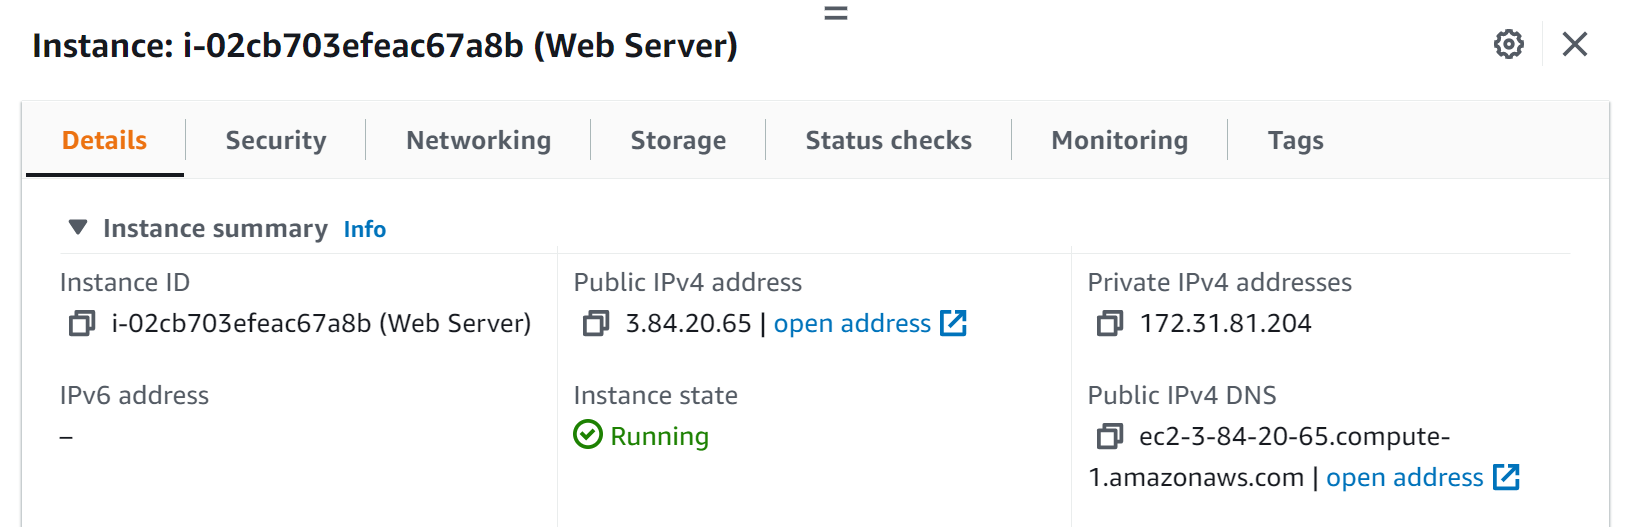 Instance: i-02cb703efeac67a8b (Web Server)
Details Security Networking Storage Status checks Monitoring Tags
Instance summary Info
Instance ID
i-02cb703efeac67a8b (Web Server)
Public IPv4 address
3.84.20.65 | open address
Private IPv4 addresses
172.31.81.204
IPv6 address
–
Instance state
Running
Public IPv4 DNS
ec2-3-84-20-65.compute-
1.amazonaws.com | open address